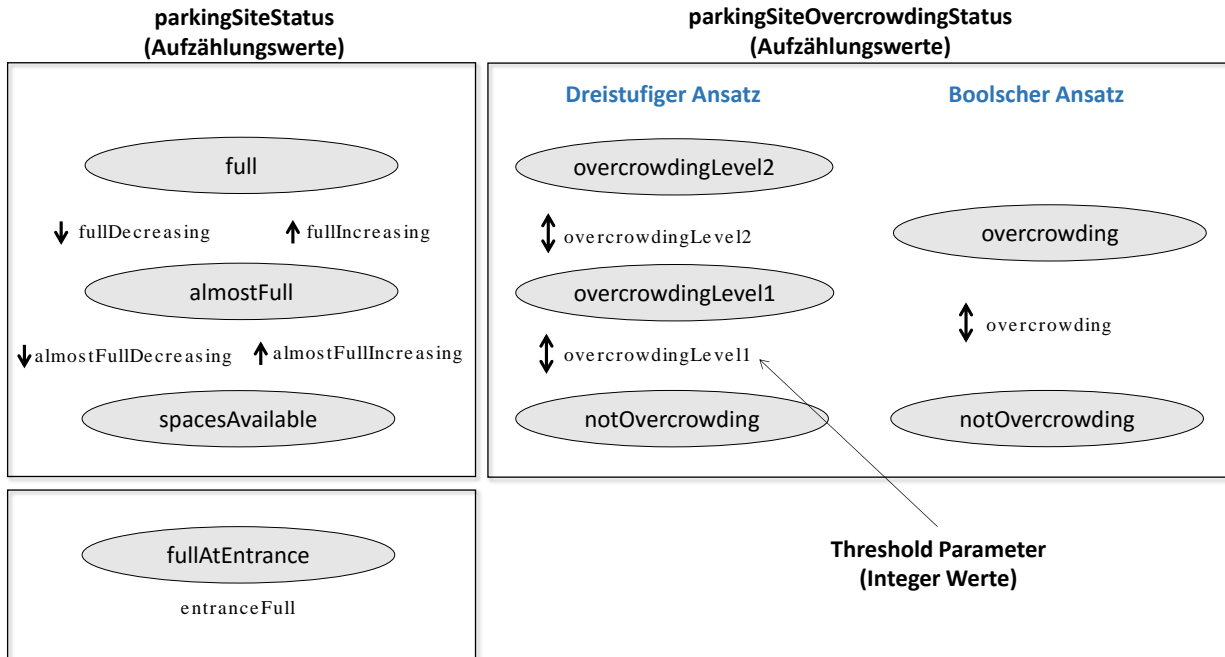 parkingSiteStatus
(Aufzählungswerte)
full
fullDecreasing
fullIncreasing
almostFull
almostFullDecreasing
almostFullIncreasing
spacesAvailable
fullAtEntrance
entranceFull
parkingSiteOvercrowdingStatus
(Aufzählungswerte)
Dreistufiger Ansatz
overcrowdingLevel2
overcrowdingLevel2
overcrowdingLevel1
overcrowdingLevel1
notOvercrowding
Boolscher Ansatz
overcrowding
overcrowding
notOvercrowding
Threshold Parameter
(Integer Werte)